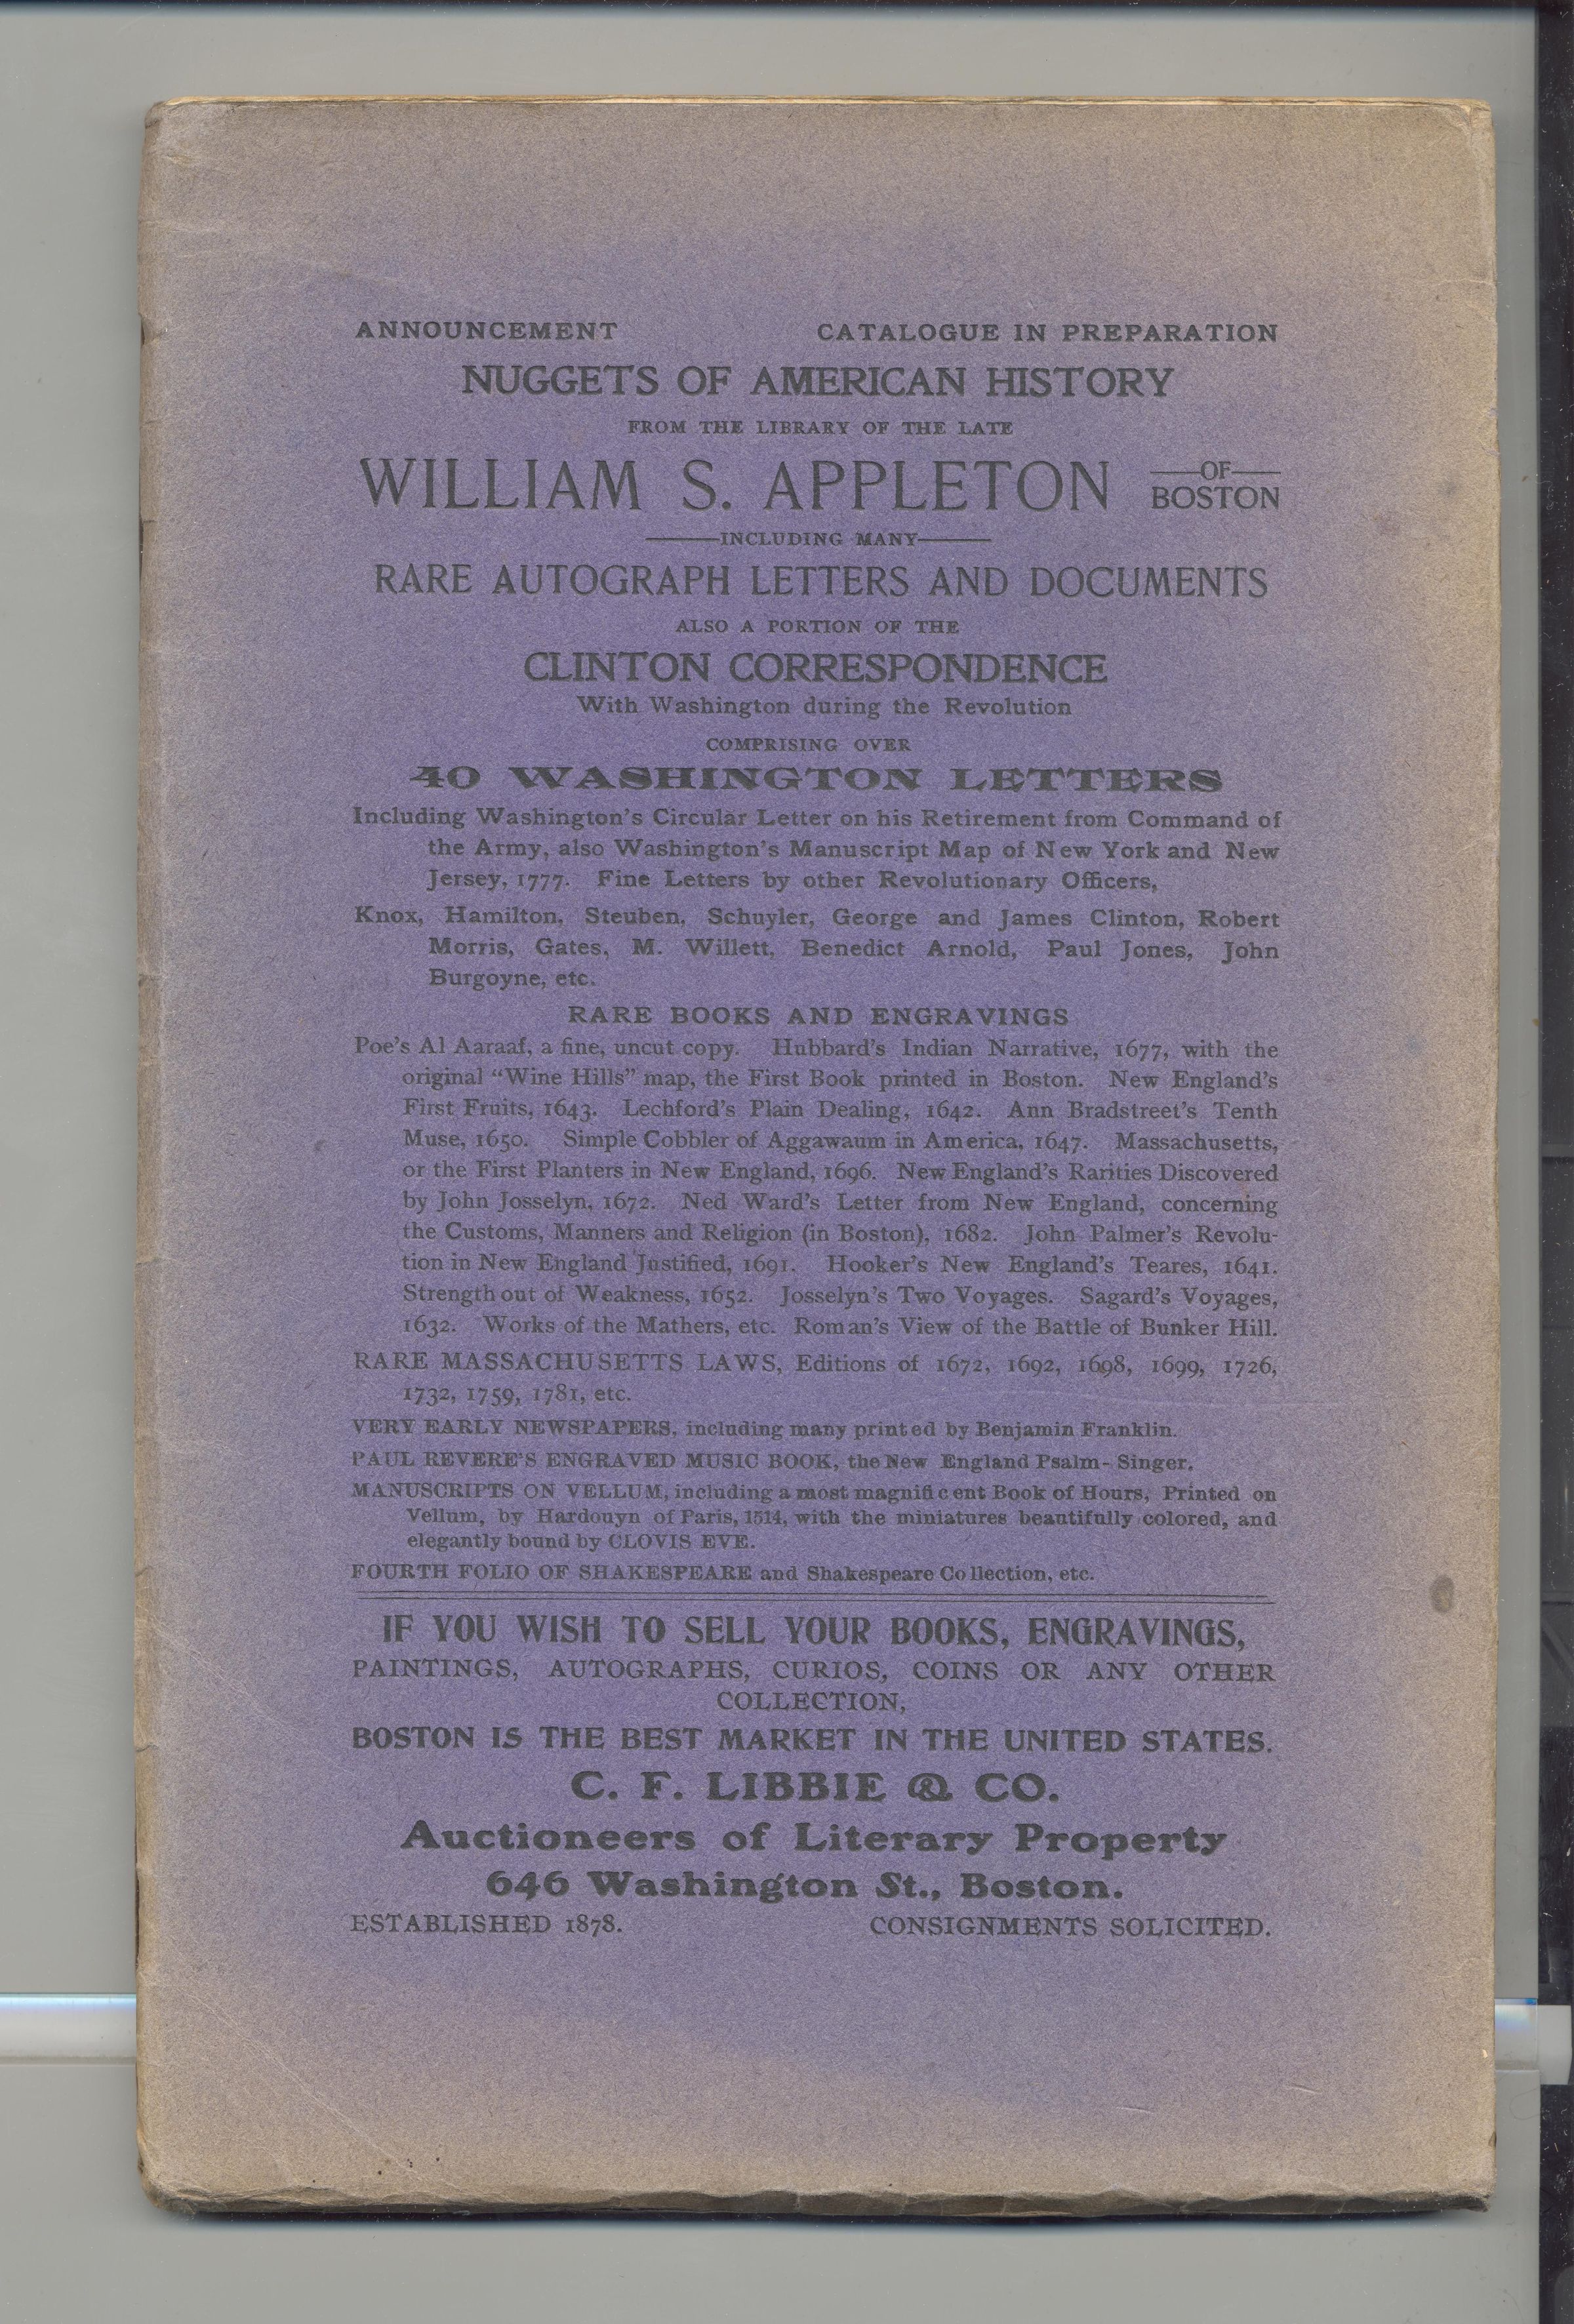 ANNOUNCEMENT CATALOGUE IN PREPARATION
NUGGETS OF AMERICAN HISTORY
FROM THE LIBRARY OF THE LATE
WILLIAM S. APPLETON OF BOSTON
INCLUDING MANY
RARE AUTOGRAPH LETTERS AND DOCUMENTS
ALSO A PORTION OF THE
CLINTON CORRESPONDENCE
With Washington during the Revolution
COMPRISING OVER
40 WASHINGTON LETTERS
Including Washington's Circular Letter on his Retirement from Command of
the Army, also Washington's Manuscript Map of New York and New
Jersey, 1777. Fine Letters by other Revolutionary Officers,
Knox, Hamilton, Steuben, Schuyler, George and James Clinton, Robert
Morris, Gates, M. Willett, Benedict Arnold, Paul Jones, John
Burgoyne, etc.
RARE BOOKS AND ENGRAVINGS
Poe's Al Aaraaf, a fine, uncut copy. Hubbard's Indian Narrative, 1677, with the
original "Wine Hills" map, the First Book printed in Boston. New England's
First Fruits, 1643. Lechford's Plain Dealing, 1642. Ann Bradstreet's Tenth
Muse, 1650. Simple Cobbler of Aggawaum in America, 1647. Massachusetts,
or the First Planters in New England, 1696. New England's Rarities Discovered
by John Josselyn, 1672. Ned Ward's Letter from New England, concerning
the Customs, Manners and Religion (in Boston), 1682. John Palmer's Revolu-
tion in New England Justified, 1691. Hooker's New England's Teares, 1641.
Strength out of Weakness, 1652. Josselyn's Two Voyages. Sagard's Voyages,
1632. Works of the Mathers, etc. Roman's View of the Battle of Bunker Hill.
RARE MASSACHUSETTS LAWS, Editions of 1672, 1692, 1698, 1699, 1726,
1732, 1759, 1781, etc.
VERY EARLY NEWSPAPERS, including many printed by Benjamin Franklin.
PAUL REVERE'S ENGRAVED MUSIC BOOK, the New England Psalm-Singer.
MANUSCRIPTS ON VELLUM, including a most magnificent Book of Hours, Printed on
Vellum, by Hardouyn of Paris, 1514, with the miniatures beautifully colored, and
elegantly bound by CLOVIS EVE.
FOURTH FOLIO OF SHAKESPEARE and Shakespeare Collection, etc.
IF YOU WISH TO SELL YOUR BOOKS, ENGRAVINGS,
PAINTINGS, AUTOGRAPHS, CURIOS, COINS OR ANY OTHER
COLLECTION,
BOSTON IS THE BEST MARKET IN THE UNITED STATES.
C. F. LIBBIE & CO.
Auctioneers of Literary Property
646 Washington St., Boston.
ESTABLISHED 1878. CONSIGNMENTS SOLICITED.